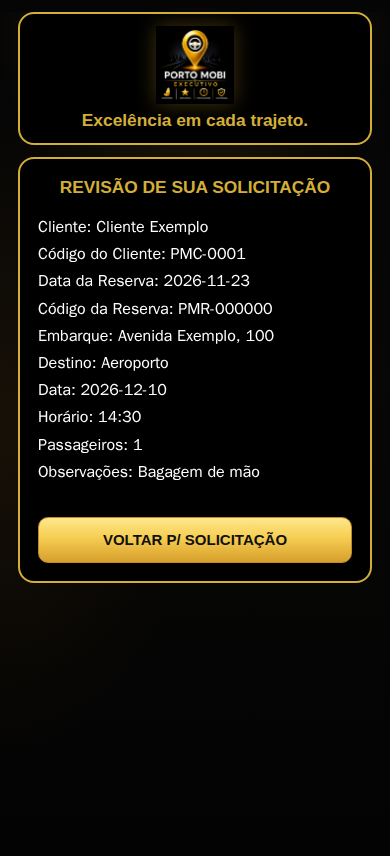 PORTO MOBI
EXECUTIVO
Excelência em cada trajeto.
REVISÃO DE SUA SOLICITAÇÃO
Cliente: Cliente Exemplo
Código do Cliente: PMC-0001
Data da Reserva: 2026-11-23
Código da Reserva: PMR-000000
Embarque: Avenida Exemplo, 100
Destino: Aeroporto
Data: 2026-12-10
Horário: 14:30
Passageiros: 1
Observações: Bagagem de mão
VOLTAR P/ SOLICITAÇÃO